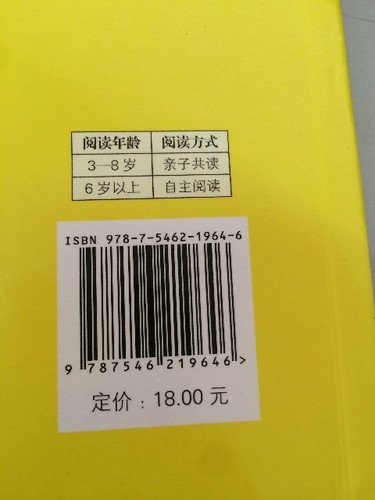 阅读年龄 阅读方式
3—8 岁 亲子共读
6 岁以上 自主阅读
ISBN 978-7-5462-1964-6
9 787546 219646>
定价：18.00 元